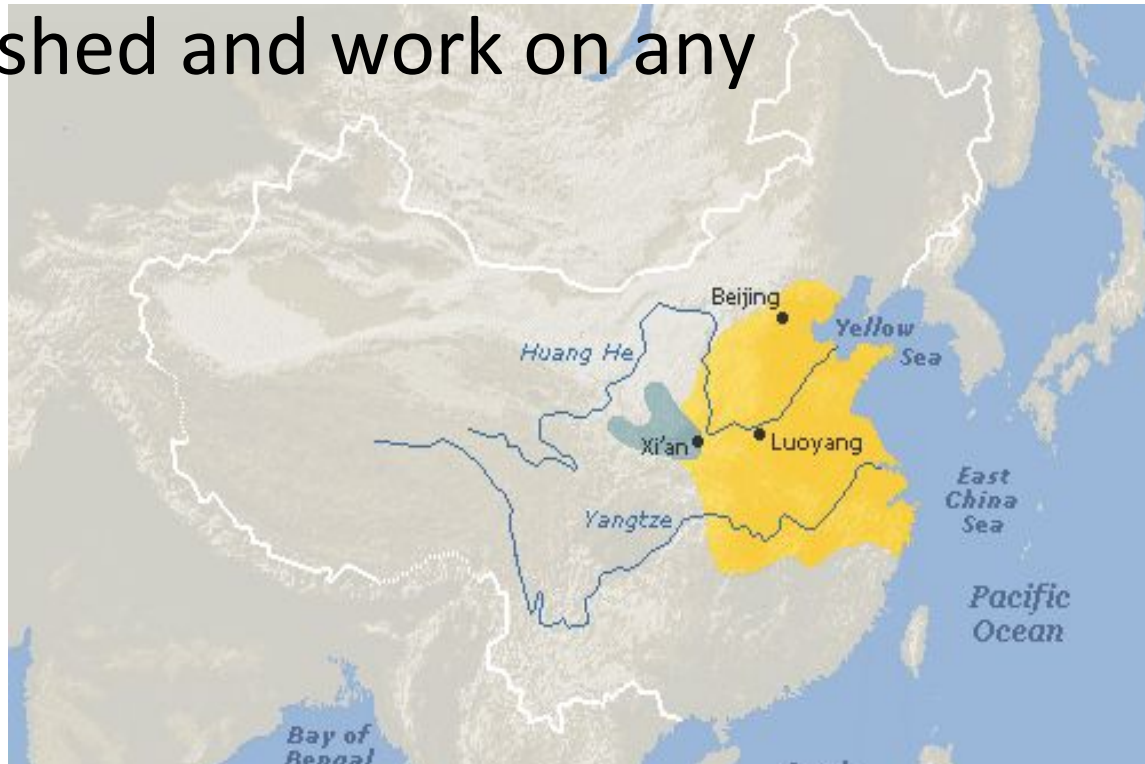 shed and work on any
Beijing
Yellow
Sea
Huang He
Xi'an
Luoyang
East
China
Sea
Yangtze
Pacific
Ocean
Bay of
Bengal